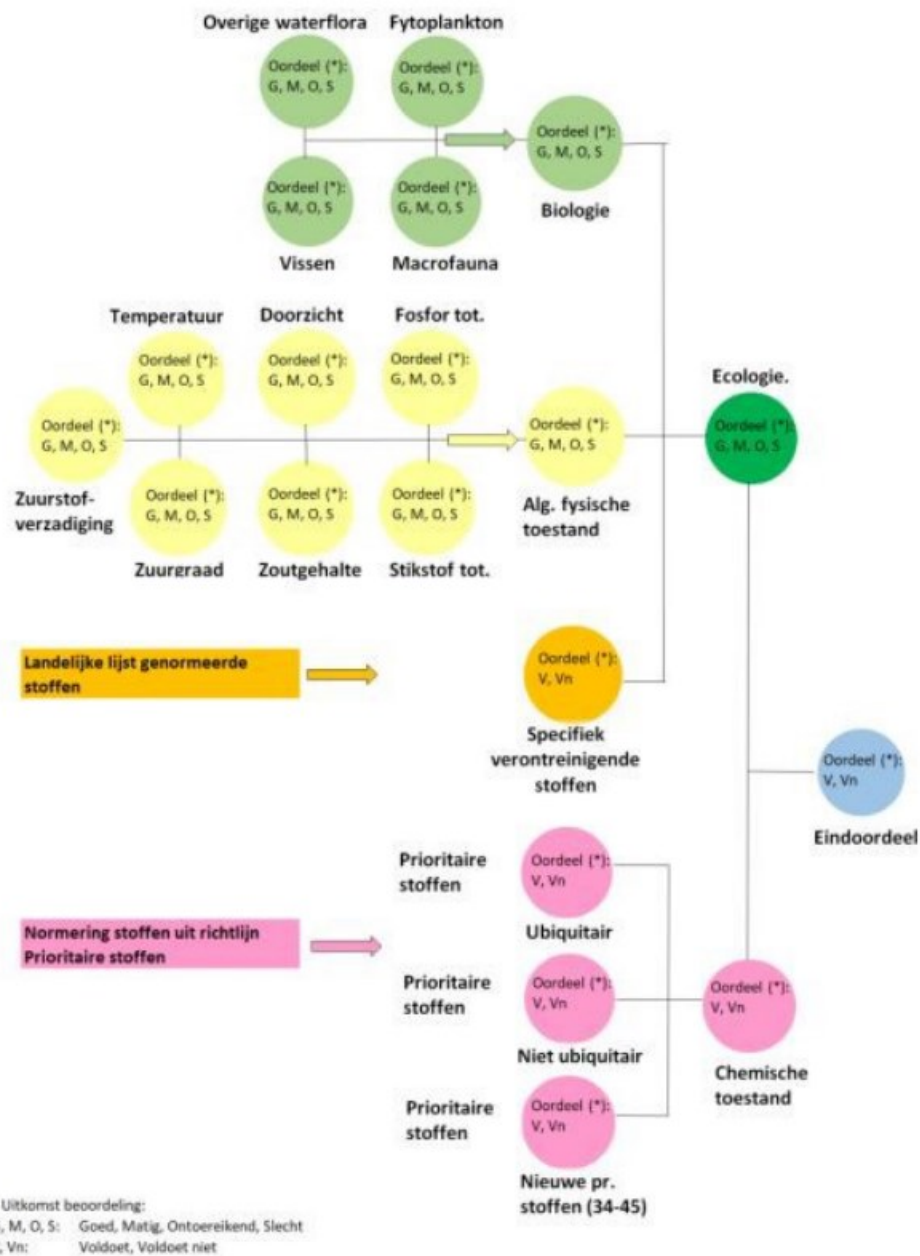 Overige waterflora
Fytoplankton
Oordeel (*):
G, M, O, S
Oordeel (*):
G, M, O, S
Oordeel (*):
G, M, O, S
Biologie
Oordeel (*):
G, M, O, S
Oordeel (*):
G, M, O, S
Vissen
Macrofauna
Temperatuur
Doorzicht
Fosfor tot.
Oordeel (*):
G, M, O, S
Oordeel (*):
G, M, O, S
Oordeel (*):
G, M, O, S
Oordeel (*):
G, M, O, S
Zuurstof-
verzadiging
Oordeel (*):
G, M, O, S
Oordeel (*):
G, M, O, S
Oordeel (*):
G, M, O, S
Zuurgraad
Zoutgehalte
Stikstof tot.
Oordeel (*):
G, M, O, S
Alg. fysische
toestand
Ecologie.
Oordeel (*):
G, M, O, S
Landelijke lijst genormeerde
stoffen
Oordeel (*):
V, Vn
Specifiek
verontreinigende
stoffen
Oordeel (*):
V, Vn
Eindoordeel
Normering stoffen uit richtlijn
Prioritaire stoffen
Prioritaire
stoffen
Oordeel (*):
V, Vn
Ubiquitair
Prioritaire
stoffen
Oordeel (*):
V, Vn
Niet ubiquitair
Prioritaire
stoffen
Oordeel (*):
V, Vn
Nieuwe pr.
stoffen (34-45)
Oordeel (*):
V, Vn
Chemische
toestand
Uitkomst beoordeling:
, M, O, S: Goed, Matig, Ontoereikend, Slecht
, Vn: Voldoet, Voldoet niet